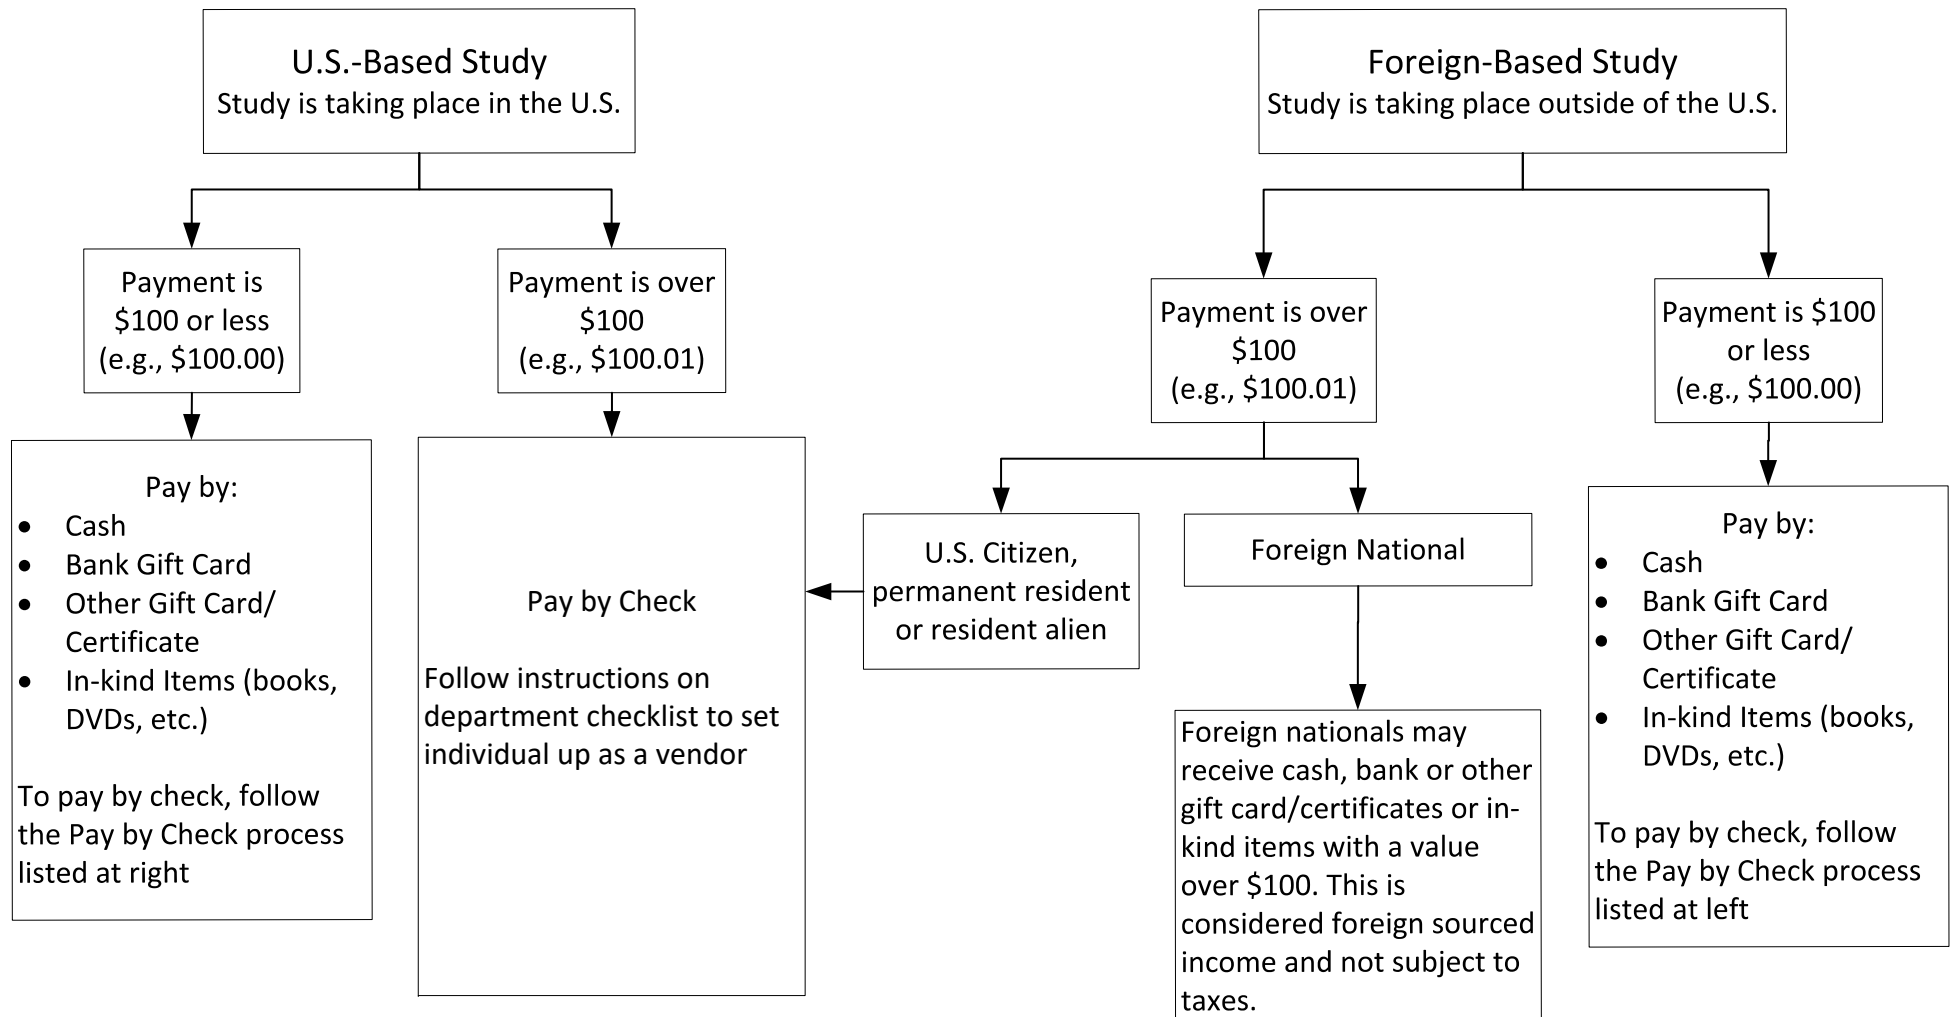 U.S.-Based Study
Study is taking place in the U.S.
Foreign-Based Study
Study is taking place outside of the U.S.
Payment is
$100 or less
(e.g., $100.00)
Payment is over
$100
(e.g., $100.01)
Payment is over
$100
(e.g., $100.01)
Payment is $100
or less
(e.g., $100.00)
Pay by:
• Cash
• Bank Gift Card
• Other Gift Card/
Certificate
• In-kind Items (books,
DVDs, etc.)
To pay by check, follow
the Pay by Check process
listed at right
Pay by Check
Follow instructions on
department checklist to set
individual up as a vendor
U.S. Citizen,
permanent resident
or resident alien
Foreign National
Foreign nationals may
receive cash, bank or other
gift card/certificates or in-
kind items with a value
over $100. This is
considered foreign sourced
income and not subject to
taxes.
Pay by:
• Cash
• Bank Gift Card
• Other Gift Card/
Certificate
• In-kind Items (books,
DVDs, etc.)
To pay by check, follow
the Pay by Check process
listed at left